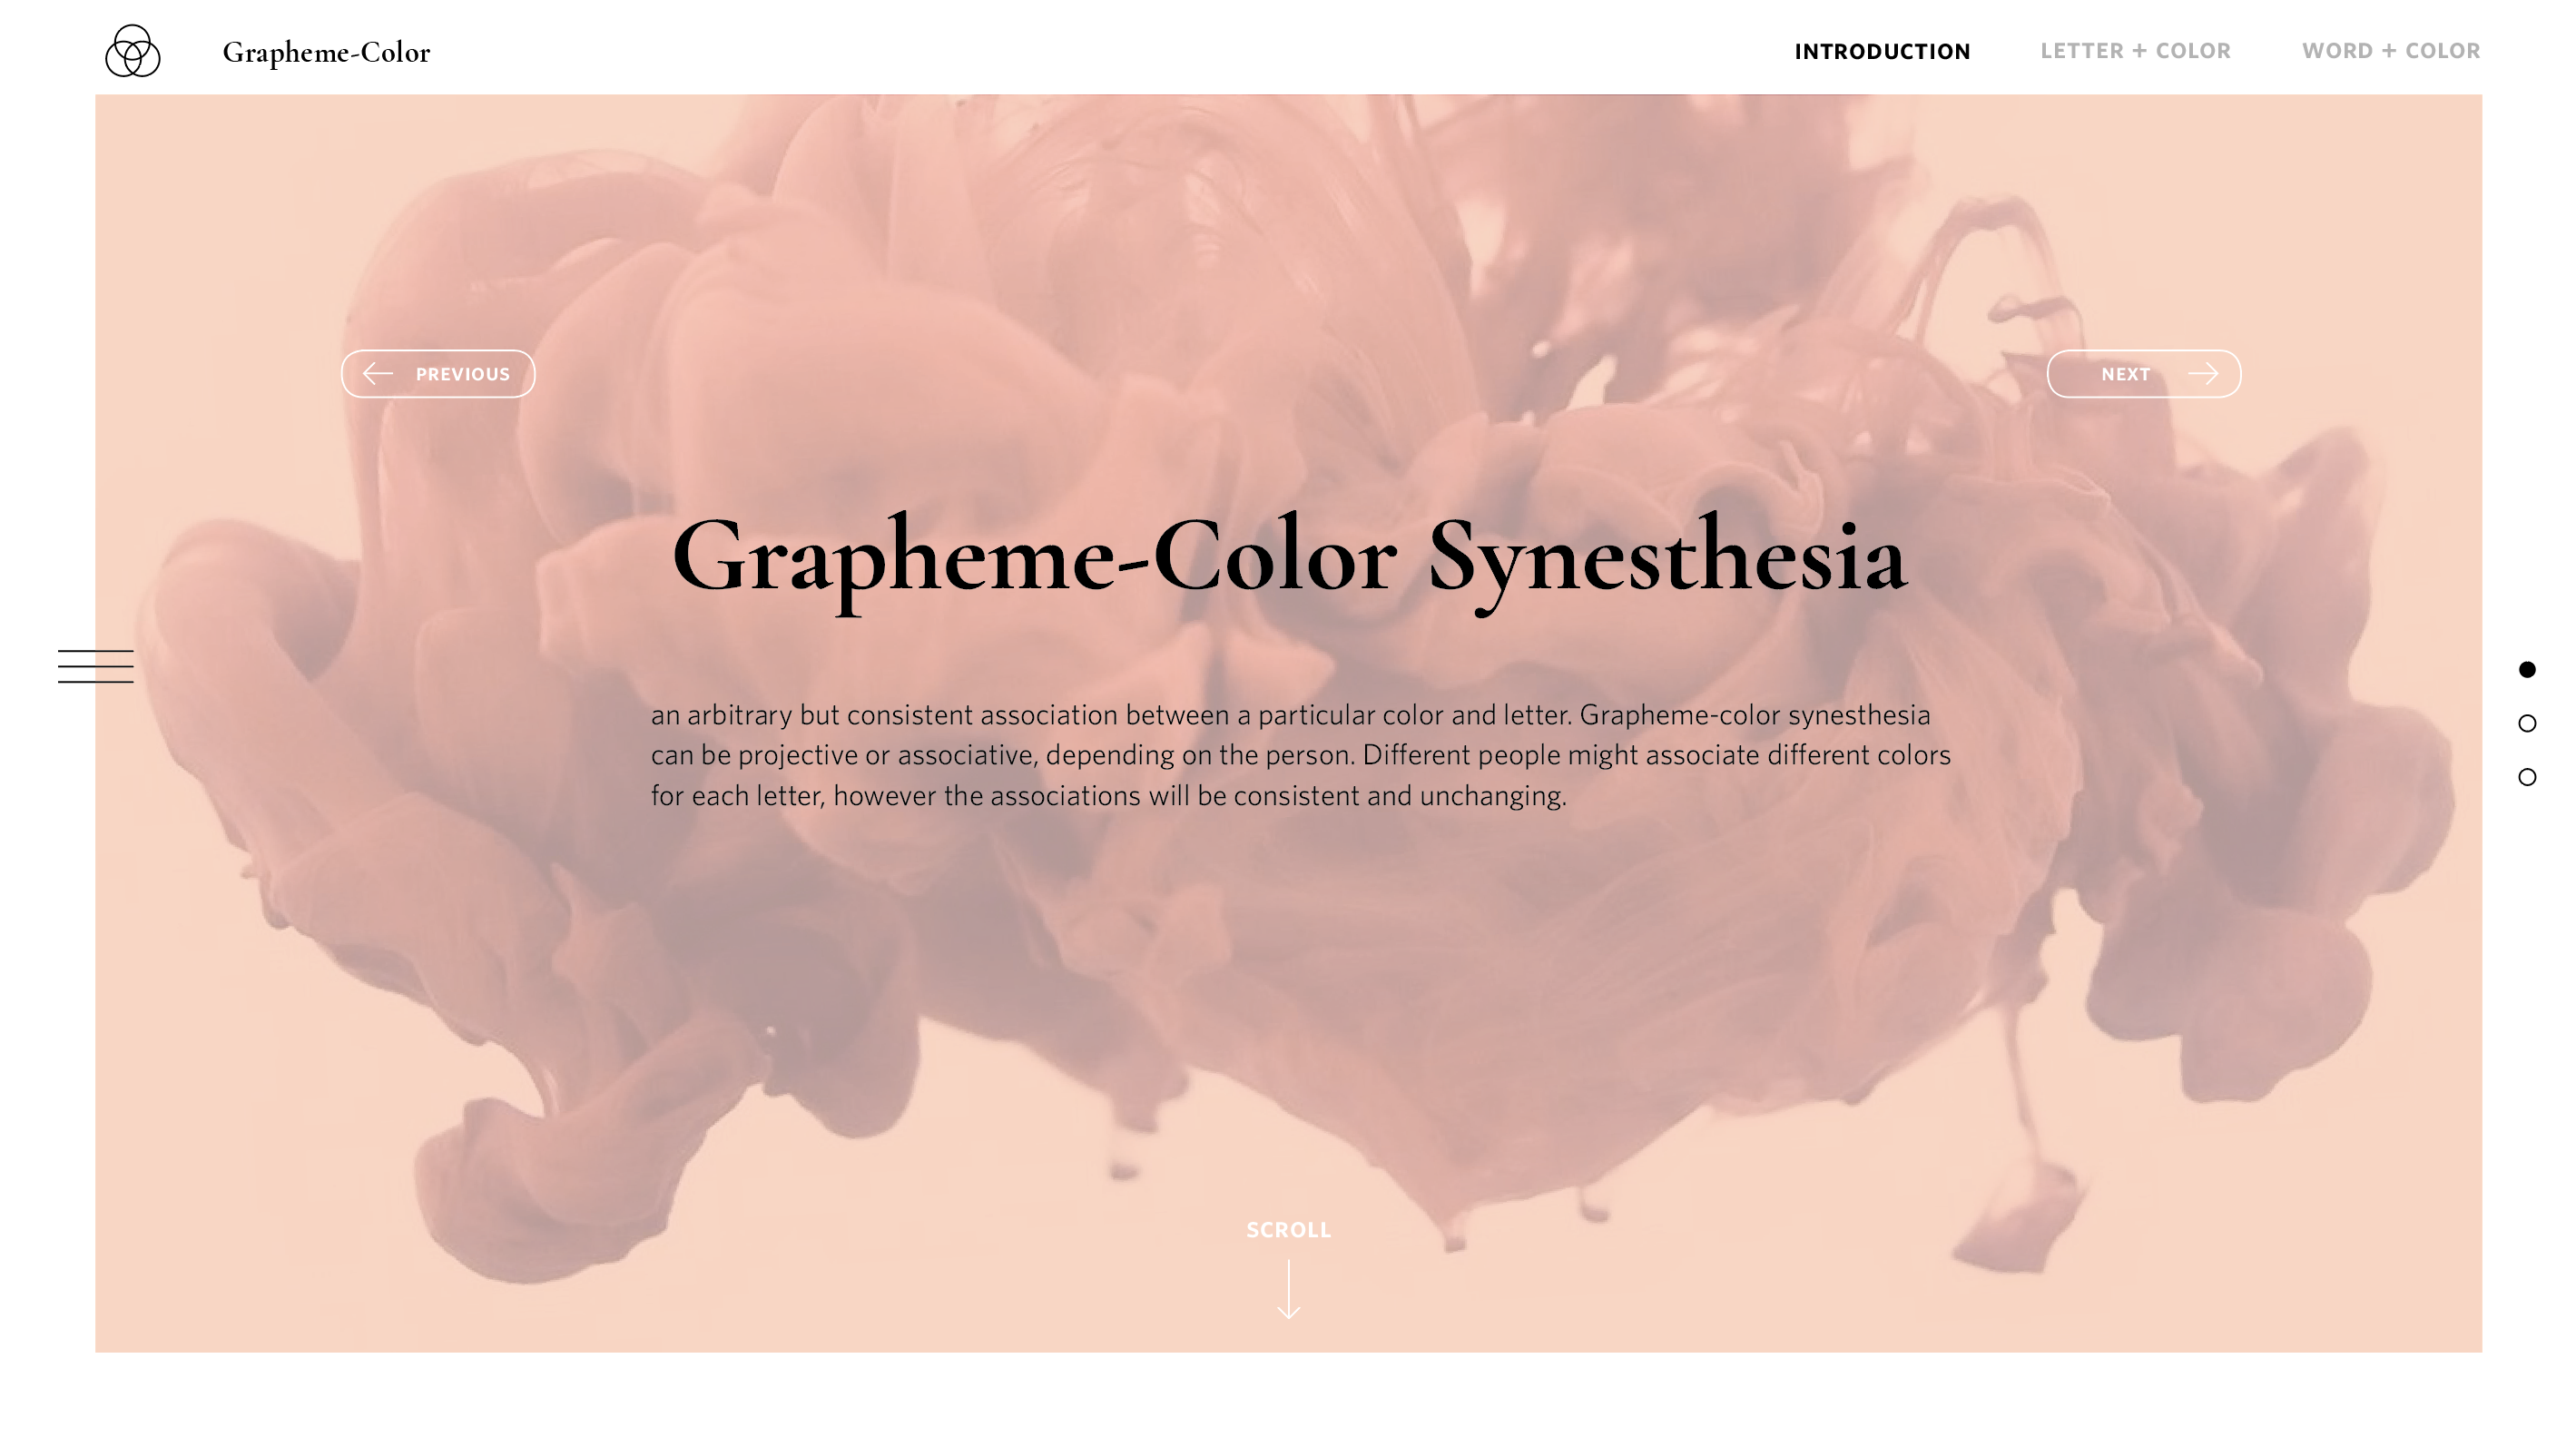 Grapheme-Color
INTRODUCTION
LETTER + COLOR
WORD + COLOR
PREVIOUS
NEXT
Grapheme-Color Synesthesia
an arbitrary but consistent association between a particular color and letter. Grapheme-color synesthesia
can be projective or associative, depending on the person. Different people might associate different colors
for each letter, however the associations will be consistent and unchanging.
SCROLL